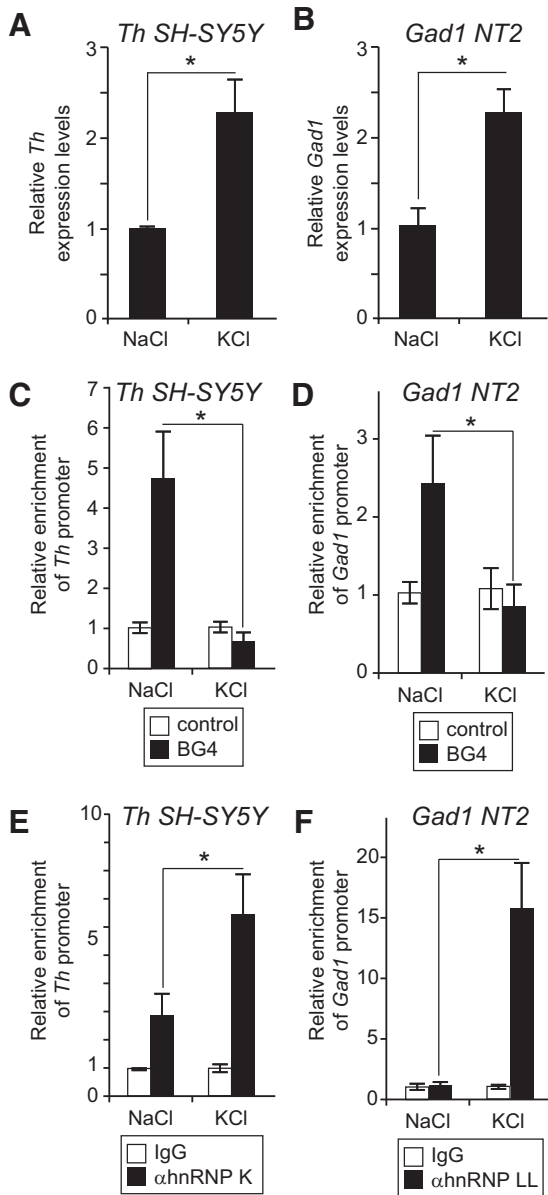 A
Th SH-SY5Y
Relative Th
expression levels
3
2
1
0
*
NaCl
KCl
B
Gad1 NT2
Relative Gad1
expression levels
3
2
1
0
*
NaCl
KCl
C
Th SH-SY5Y
Relative enrichment
of Th promoter
7
6
5
4
3
2
1
0
*
NaCl
KCl
control
BG4
D
Gad1 NT2
Relative enrichment
of Gad1 promoter
3
2
1
0
*
NaCl
KCl
control
BG4
E
Th SH-SY5Y
Relative enrichment
of Th promoter
10
5
1
0
*
NaCl
KCl
IgG
αhnRNP K
F
Gad1 NT2
Relative enrichment
of Gad1 promoter
20
15
10
5
0
*
NaCl
KCl
IgG
αhnRNP LL